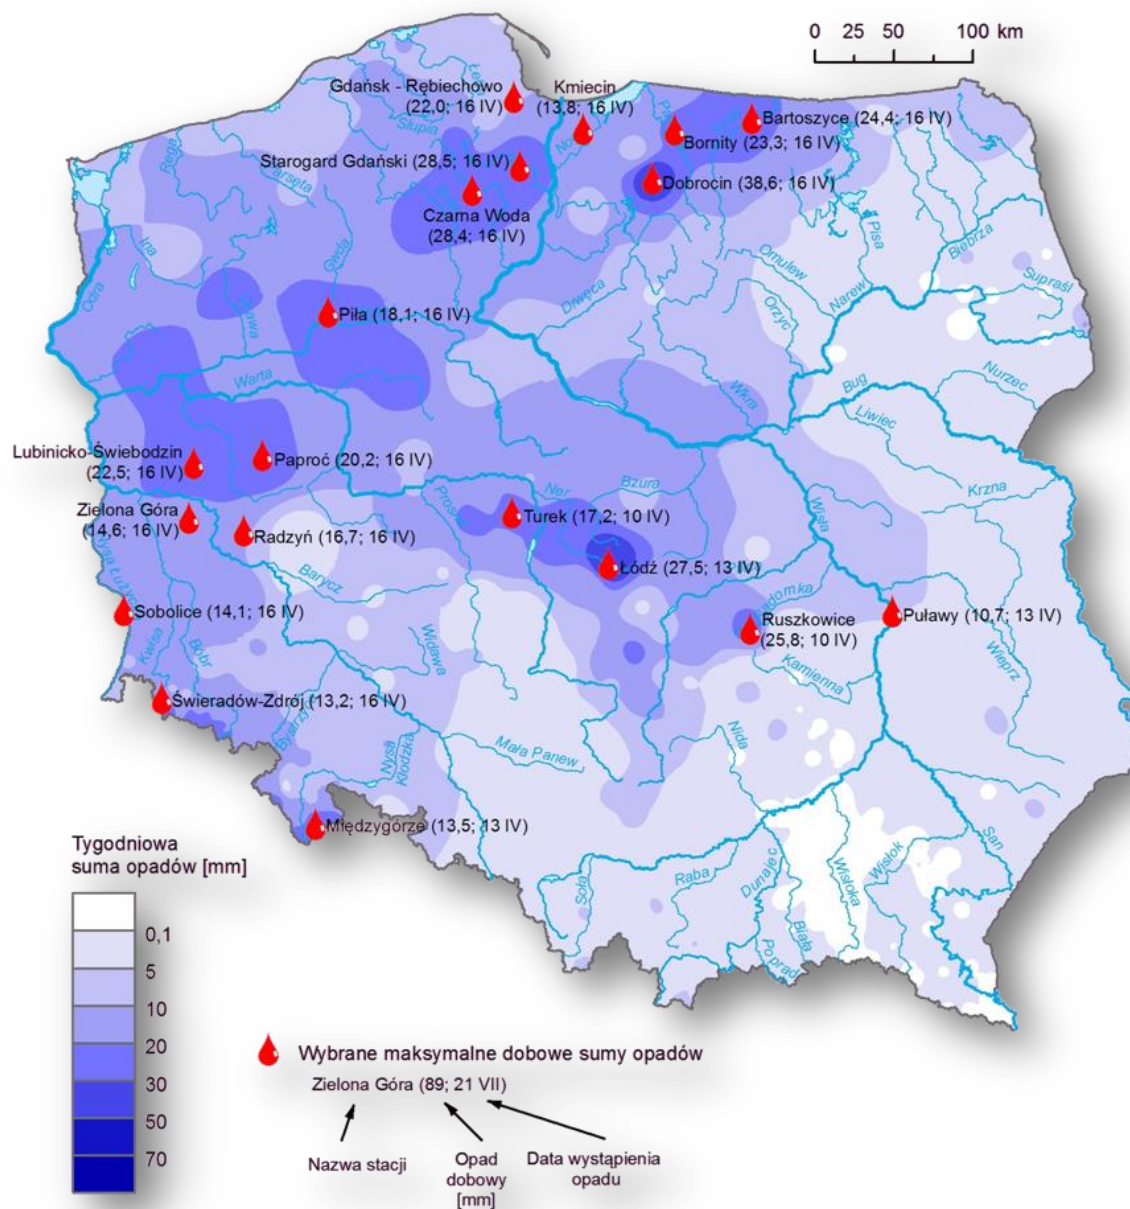 0 25 50 100 km
Gdańsk - Rębiechowo
(22,0; 16 IV)
Kmiecin
(13,8; 16 IV)
Bartoszyce (24,4; 16 IV)
Bornity
(23,3; 16 IV)
Łeba
Słupia
Rega
Parsęta
Starogard Gdański (28,5; 16 IV)
Dobrocin (38,6; 16 IV)
Czarna Woda
(28,4; 16 IV)
Ina
Gwda
Odra
Pisa
Biebrza
Omulew
Supraśl
Drwęca
Narew
Orzyc
Piła (18,1; 16 IV)
Warta
Wkra
Bug
Nurzec
Liwiec
Lubinicko-Świebodzin
(22,5; 16 IV)
Paproć (20,2; 16 IV)
Prosna
Ner
Bzura
Krzna
Wisła
Zielona Góra
(14,6; 16 IV)
Turek (17,2; 10 IV)
Radzyń (16,7; 16 IV)
Nysa Łużyc
Barycz
Łódź (27,5; 13 IV)
adomka
Sobolice (14,1; 16 IV)
Ruszkowice
(25,8; 10 IV)
Puławy (10,7; 13 IV)
Kwisa
Bóbr
Widawa
Kamienna
Wieprz
Świeradów-Zdrój (13,2; 16 IV)
Bystrzy
Nysa
Kłodzka
Mała Panew
Nida
Międzygórze (13,5; 13 IV)
San
Soła
Raba
Dunajec
Wisłoka
Wisłok
Biała
Poprad
Tygodniowa
suma opadów [mm]
0,1
5
10
20
30
50
70
Wybrane maksymalne dobowe sumy opadów
Zielona Góra (89; 21 VII)
Nazwa stacji
Opad
dobowy
[mm]
Data wystąpienia
opadu